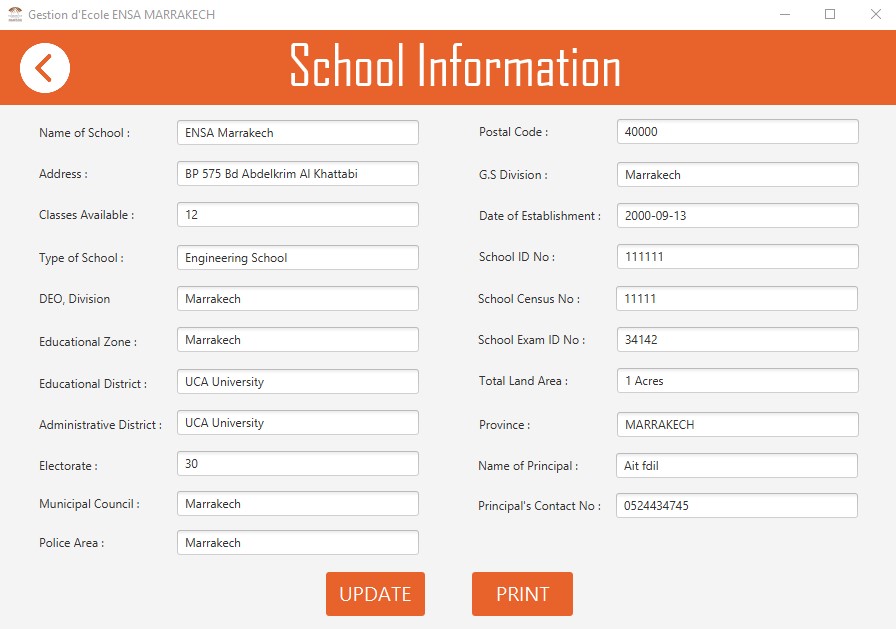 Gestion d'Ecole ENSA MARRAKECH
School Information
Name of School : ENSA Marrakech
Address : BP 575 Bd Abdelkrim Al Khattabi
Classes Available : 12
Type of School : Engineering School
DEO, Division Marrakech
Educational Zone : Marrakech
Educational District : UCA University
Administrative District : UCA University
Electorate : 30
Municipal Council : Marrakech
Police Area : Marrakech
Postal Code : 40000
G.S Division : Marrakech
Date of Establishment : 2000-09-13
School ID No : 111111
School Census No : 11111
School Exam ID No : 34142
Total Land Area : 1 Acres
Province : MARRAKECH
Name of Principal : Ait fdil
Principal's Contact No : 0524434745
UPDATE PRINT